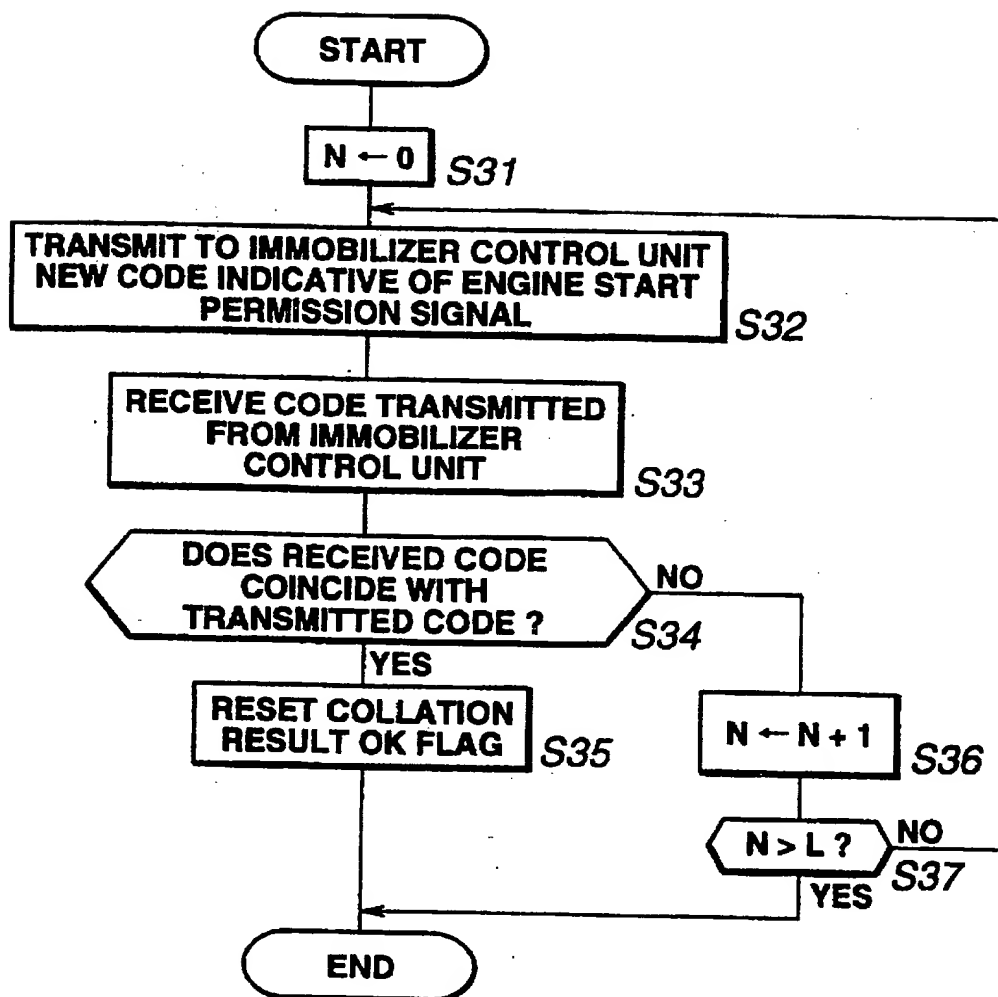 START
N ← 0
S31
TRANSMIT TO IMMOBILIZER CONTROL UNIT
NEW CODE INDICATIVE OF ENGINE START
PERMISSION SIGNAL
S32
RECEIVE CODE TRANSMITTED
FROM IMMOBILIZER
CONTROL UNIT
S33
DOES RECEIVED CODE
COINCIDE WITH
TRANSMITTED CODE ?
NO
S34
YES
RESET COLLATION
RESULT OK FLAG
S35
N ← N + 1
S36
N > L ?
NO
S37
YES
END